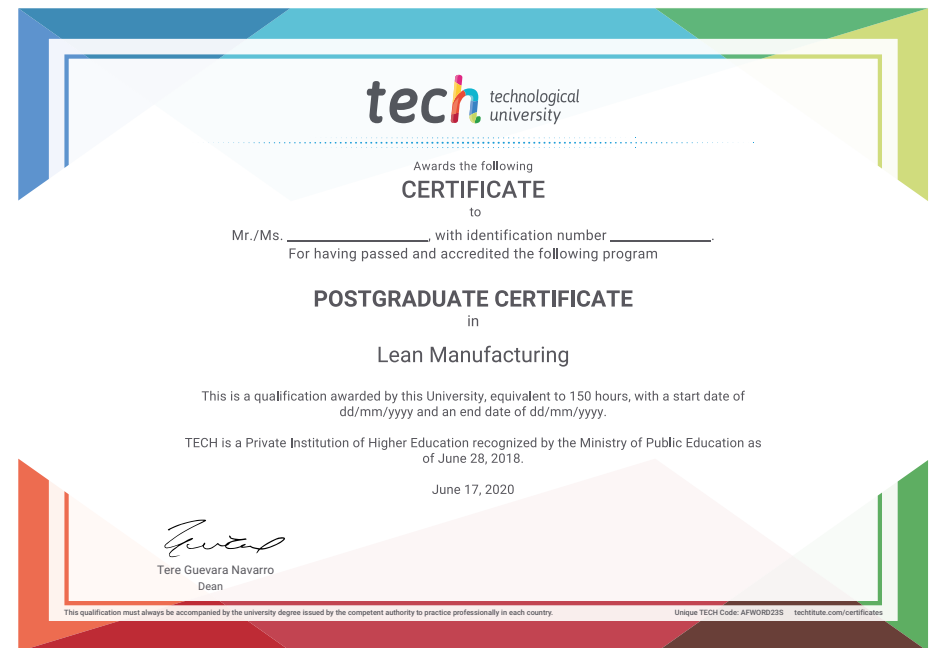 tech technological
university
Awards the following
CERTIFICATE
to
Mr./Ms. ____________________, with identification number ______________.
For having passed and accredited the following program
POSTGRADUATE CERTIFICATE
in
Lean Manufacturing
This is a qualification awarded by this University, equivalent to 150 hours, with a start date of
dd/mm/yyyy and an end date of dd/mm/yyyy.
TECH is a Private Institution of Higher Education recognized by the Ministry of Public Education as
of June 28, 2018.
June 17, 2020
Tere Guevara Navarro
Dean
This qualification must always be accompanied by the university degree issued by the competent authority to practice professionally in each country. Unique TECH Code: AFWORD23S techtitute.com/certificates